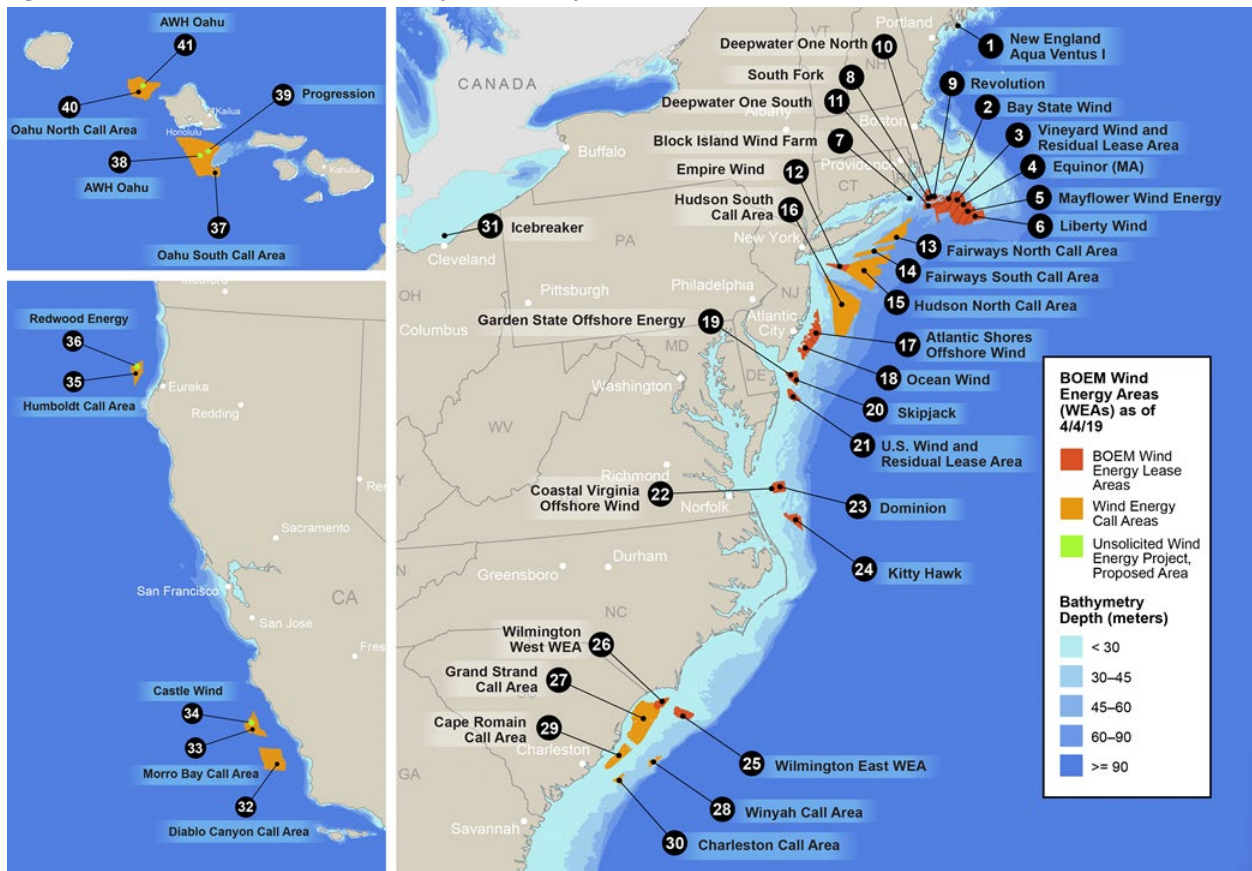 AWH Oahu
41
39
Progression
40
Oahu North Call Area
Kailua
Honolulu
38
AWH Oahu
Kahului
37
Oahu South Call Area
Redwood Energy
36
35
Humboldt Call Area
Eureka
Redding
Sacramento
San Francisco
CA
San Jose
Fres
Castle Wind
34
33
Morro Bay Call Area
32
Diablo Canyon Call Area
CANADA
VT
NH
Portland
1
New England
Aqua Ventus I
Deepwater One North
10
South Fork
8
9
Revolution
Deepwater One South
11
2
Bay State Wind
Albany
Boston
Block Island Wind Farm
7
3
Vineyard Wind and
Residual Lease Area
Buffalo
Providence
Empire Wind
12
CT
4
Equinor (MA)
Hudson South
Call Area
16
5
Mayflower Wind Energy
6
Liberty Wind
31
Icebreaker
Cleveland
PA
New York
13
Fairways North Call Area
14
Fairways South Call Area
15
Hudson North Call Area
OH
Pittsburgh
Philadelphia
NJ
Columbus
Garden State Offshore Energy
19
Atlantic
City
17
Atlantic Shores
Offshore Wind
MD
DE
18
Ocean Wind
Washington
20
Skipjack
WV
21
U.S. Wind and
Residual Lease Area
VA
Richmond
Coastal Virginia
Offshore Wind
22
Norfolk
23
Dominion
24
Kitty Hawk
Durham
Greensboro
NC
Wilmington
West WEA
26
Grand Strand
Call Area
27
Cape Romain
Call Area
29
Charleston
25
Wilmington East WEA
GA
28
Winyah Call Area
Savannah
30
Charleston Call Area
BOEM Wind
Energy Areas
(WEAs) as of
4/4/19
BOEM Wind
Energy Lease
Areas
Wind Energy
Call Areas
Unsolicited Wind
Energy Project,
Proposed Area
Bathymetry
Depth (meters)
< 30
30–45
45–60
60–90
>= 90